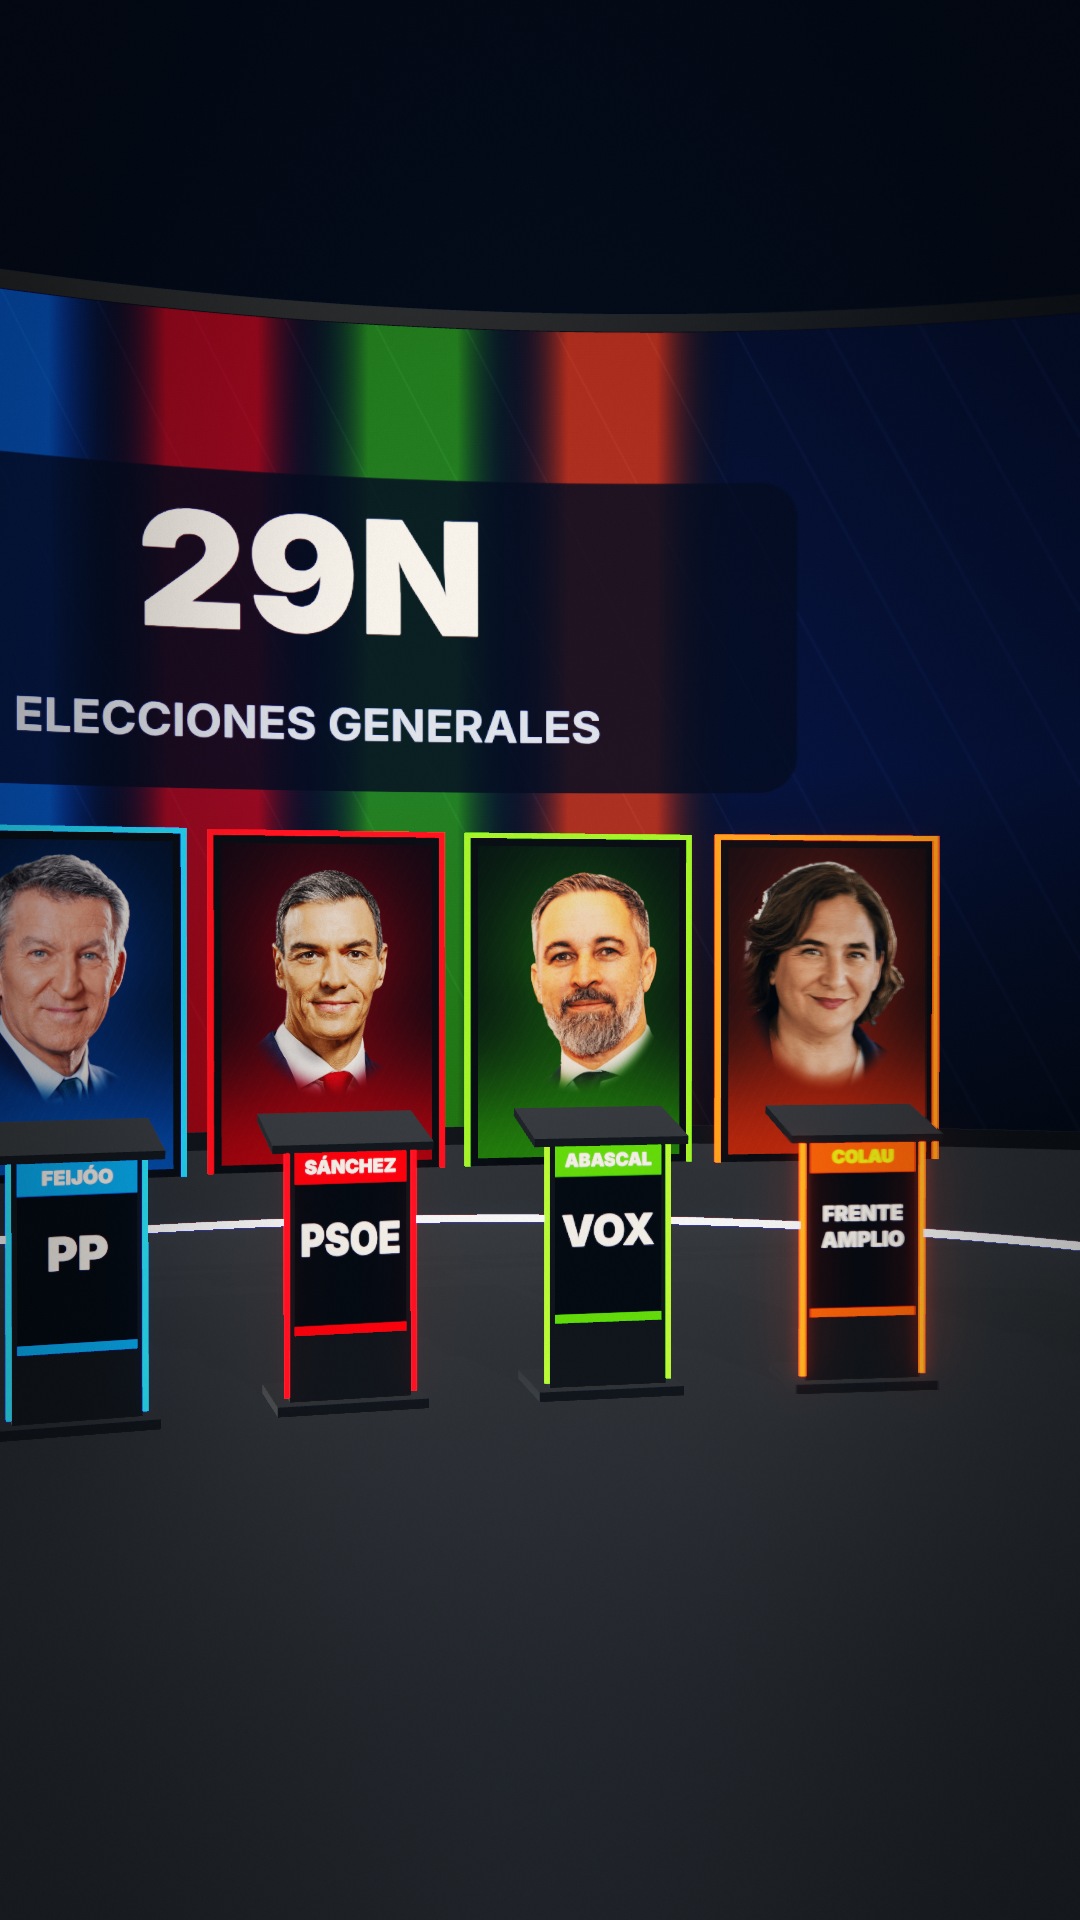 29N
ELECCIONES GENERALES
FEIJÓO
PP
SÁNCHEZ
PSOE
ABASCAL
VOX
COLAU
FRENTE
AMPLIO